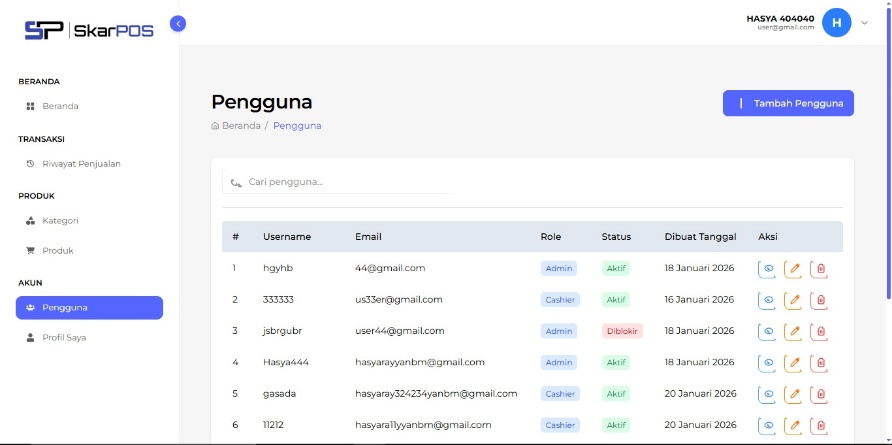 SP SkarPOS
HASYA 404040
user@gmail.com
H
BERANDA
Beranda
TRANSAKSI
Riwayat Penjualan
PRODUK
Kategori
Produk
AKUN
Pengguna
Profil Saya
Pengguna
Tambah Pengguna
Beranda / Pengguna
Cari pengguna...
# Username Email Role Status Dibuat Tanggal Aksi
1 hgyhb 44@gmail.com Admin Aktif 18 Januari 2026
2 333333 us33er@gmail.com Cashier Aktif 16 Januari 2026
3 jsbrgubr user44@gmail.com Admin Diblokir 18 Januari 2026
4 Hasya444 hasyarayyanbm@gmail.com Admin Aktif 18 Januari 2026
5 gasada hasyaray324234yanbm@gmail.com Cashier Aktif 20 Januari 2026
6 11212 hasyara11yyanbm@gmail.com Cashier Aktif 20 Januari 2026